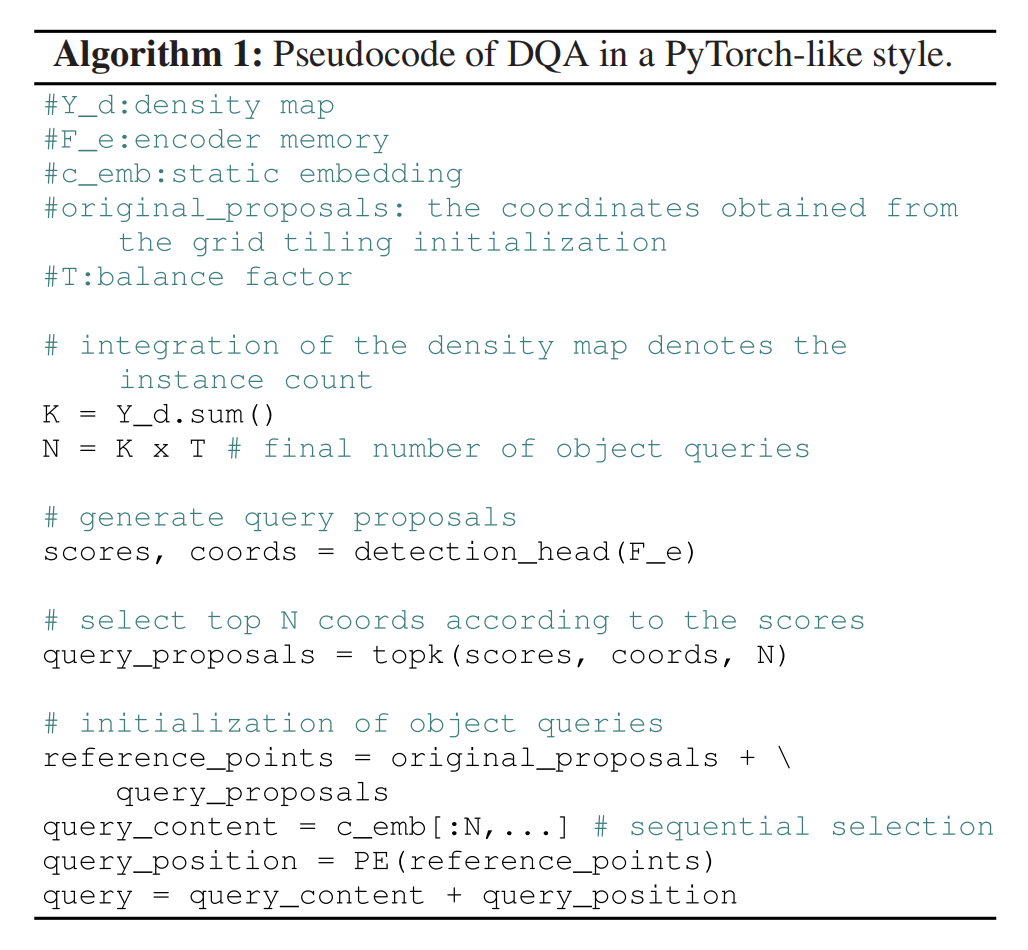 Algorithm 1: Pseudocode of DQA in a PyTorch-like style.
#Y_d:density map
#F_e:encoder memory
#c_emb:static embedding
#original_proposals: the coordinates obtained from
the grid tiling initialization
#T:balance factor
# integration of the density map denotes the
instance count
K = Y_d.sum()
N = K x T # final number of object queries
# generate query proposals
scores, coords = detection_head(F_e)
# select top N coords according to the scores
query_proposals = topk(scores, coords, N)
# initialization of object queries
reference_points = original_proposals + \
query_proposals
query_content = c_emb[:N,...] # sequential selection
query_position = PE(reference_points)
query = query_content + query_position